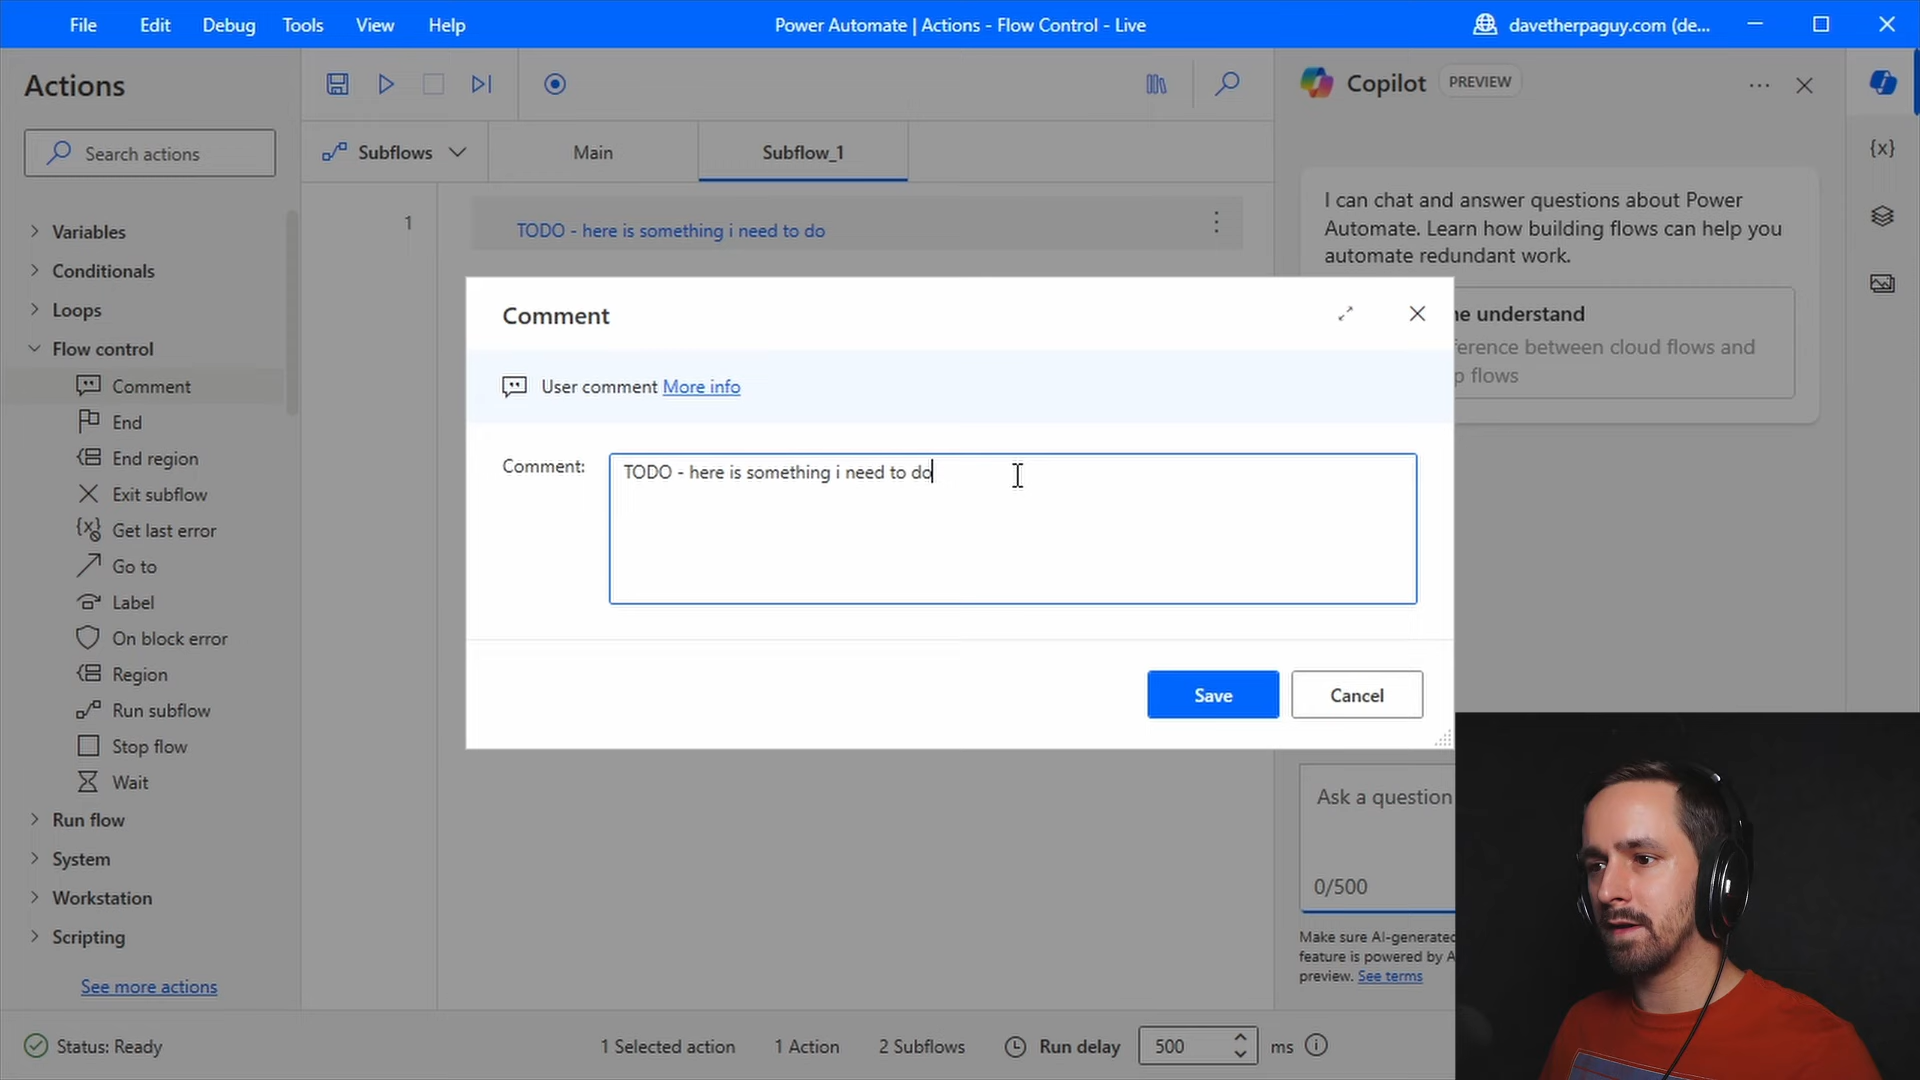 File Edit Debug Tools View Help
Power Automate | Actions - Flow Control - Live
davetherpaguy.com (de...
Actions
Search actions
Variables
Conditionals
Loops
Flow control
Comment
End
End region
Exit subflow
Get last error
Go to
Label
On block error
Region
Run subflow
Stop flow
Wait
Run flow
System
Workstation
Scripting
See more actions
Subflows
Main
Subflow_1
1
TODO - here is something i need to do
Comment
User comment More info
Comment:
TODO - here is something i need to do
Save
Cancel
Copilot
PREVIEW
{x}
I can chat and answer questions about Power
Automate. Learn how building flows can help you
automate redundant work.
understand
between cloud flows and
flows
Ask a question
0/500
Make sure AI-generated
feature is powered by
preview. See terms
Status: Ready
1 Selected action
1 Action
2 Subflows
Run delay
500
ms